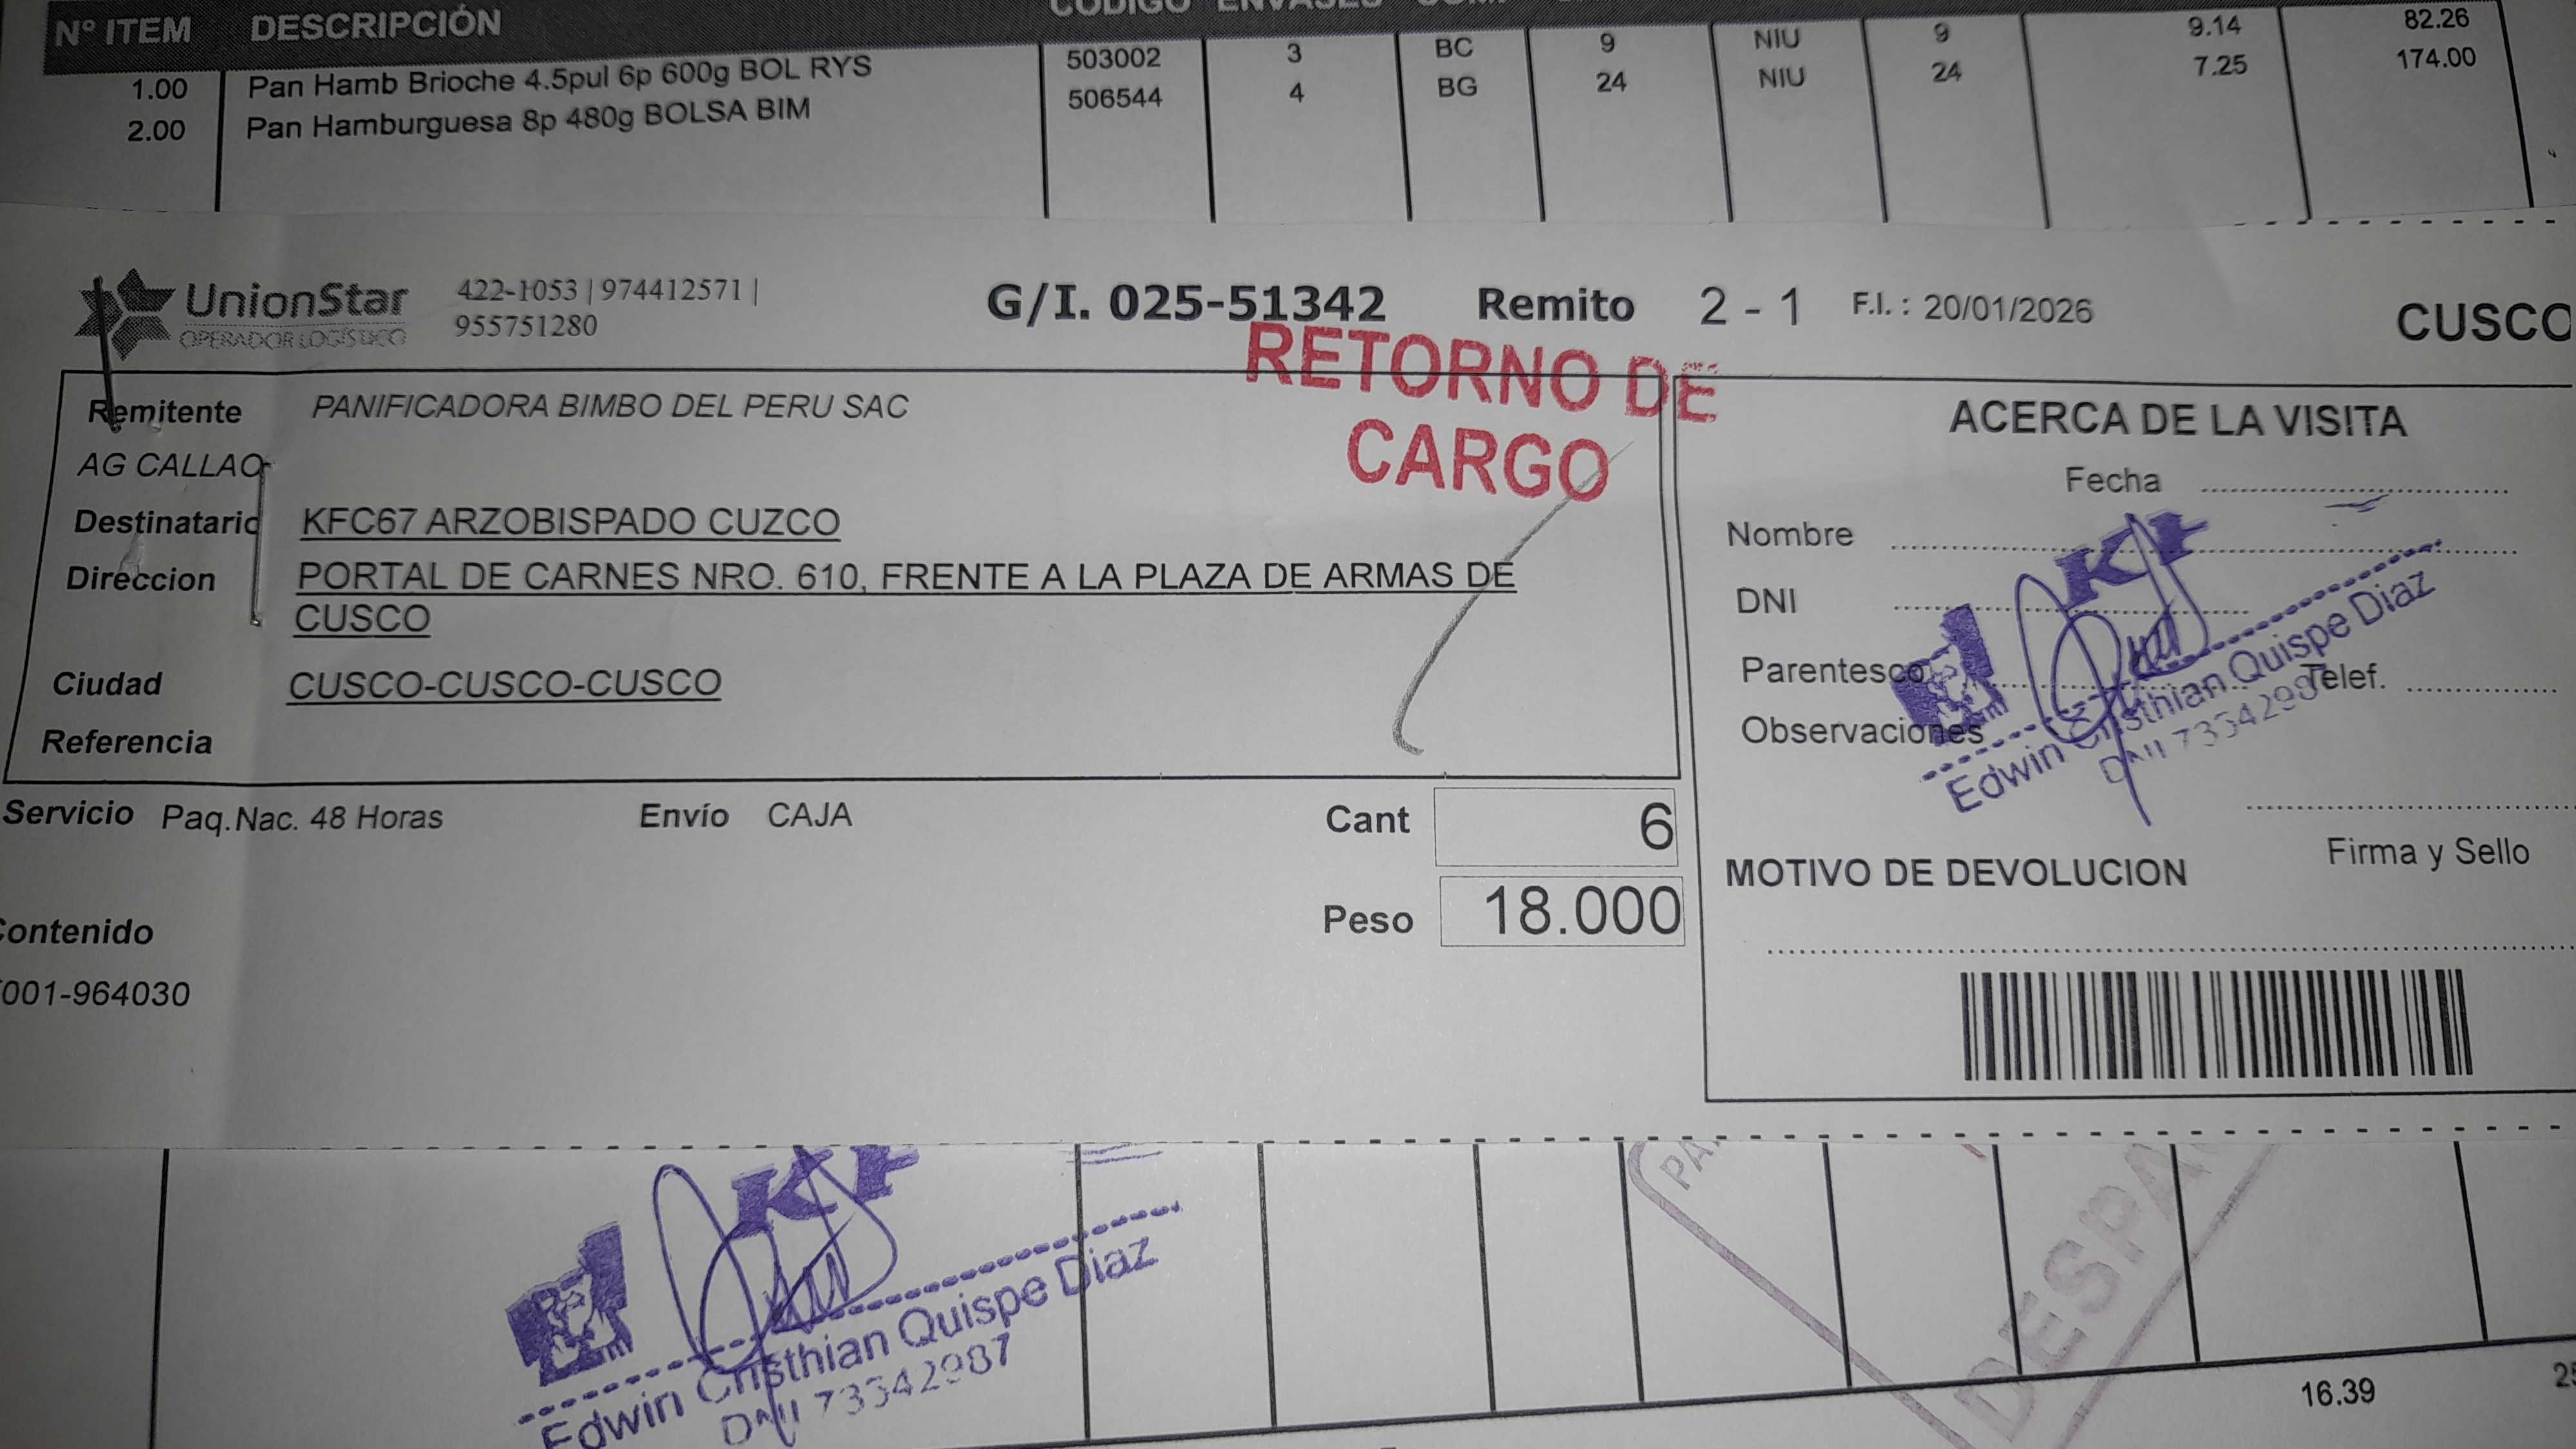 Nº ITEM DESCRIPCIÓN CÓDIGO ENVASES
1.00 Pan Hamb Brioche 4.5pul 6p 600g BOL RYS 503002 3 BC 9 NIU 9 9.14 82.26
2.00 Pan Hamburguesa 8p 480g BOLSA BIM 506544 4 BG 24 NIU 24 7.25 174.00
UnionStar
OPERADOR LOGÍSTICO
422-1053 | 974412571 |
955751280
G/I. 025-51342 Remito 2 - 1 F.I. : 20/01/2026 CUSCO
RETORNO DE
CARGO
Remitente PANIFICADORA BIMBO DEL PERU SAC
AG CALLAO
Destinatario KFC67 ARZOBISPADO CUZCO
Direccion PORTAL DE CARNES NRO. 610, FRENTE A LA PLAZA DE ARMAS DE
CUSCO
Ciudad CUSCO-CUSCO-CUSCO
Referencia
Servicio Paq.Nac. 48 Horas Envío CAJA Cant 6
Peso 18.000
Contenido
001-964030
ACERCA DE LA VISITA
Fecha
Nombre
DNI
Parentesco Telef.
Observaciones
Edwin Cristhian Quispe Diaz
DNI
Firma y Sello
MOTIVO DE DEVOLUCION
Edwin Cristhian Quispe Diaz
DNI
16.39